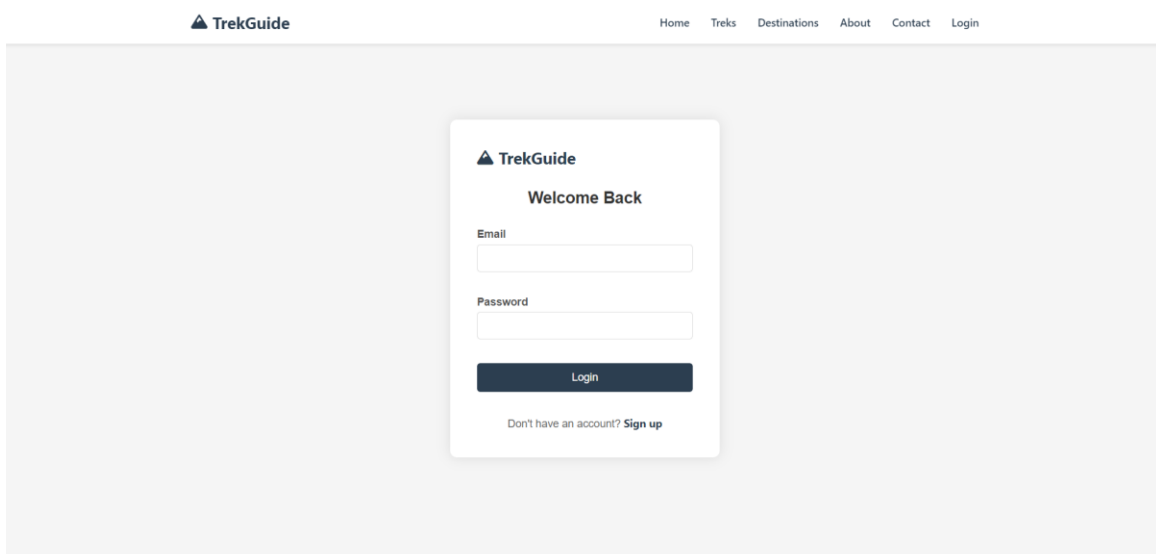 TrekGuide
Home Treks Destinations About Contact Login
TrekGuide
Welcome Back
Email
Password
Login
Don't have an account? Sign up